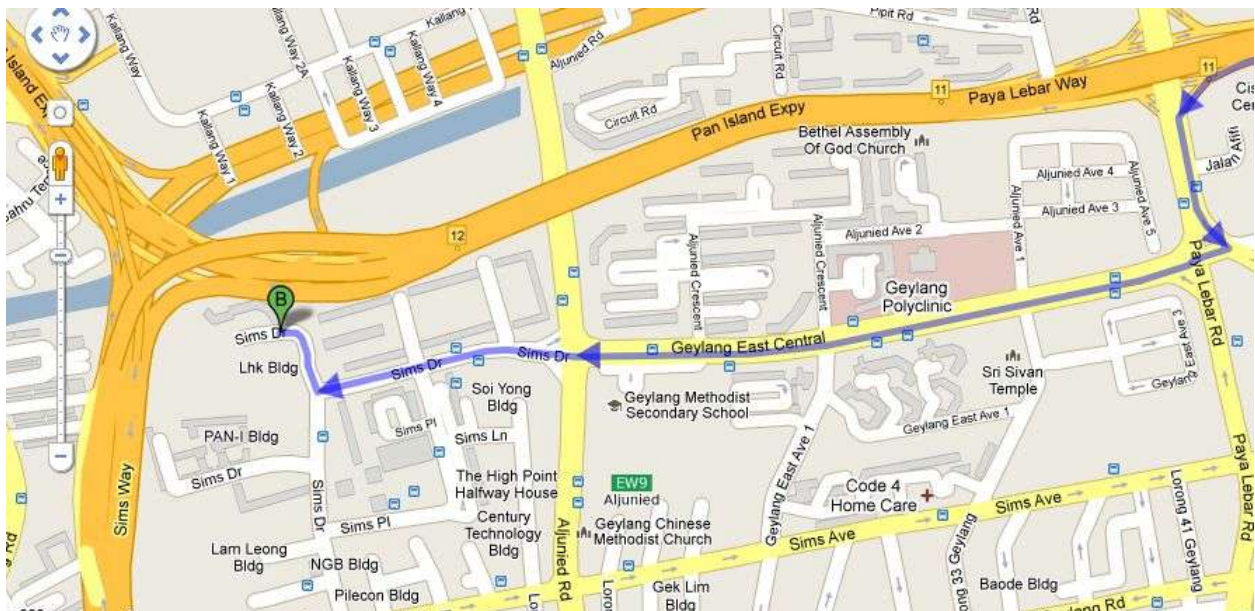 Kallang Way
Kallang Way 2A
Kallang Way 3
Kallang Way 4
Kallang Way 2
Kallang Way 1
Aljunied Rd
Circuit Rd
Pipit Rd
Circuit Rd
11
Paya Lebar Way
11
Pan Island Expy
Island Exp
Bethel Assembly
Of God Church
Jalan Afifi
Aljunied Ave 4
Aljunied Ave 3
Aljunied Ave 5
Aljunied Ave 1
Aljunied Ave 2
Aljunied Crescent
Aljunied Crescent
12
Geylang
Polyclinic
Paya Lebar Rd
B
Sims Dr
Lhk Bldg
Sims Dr
Sims Dr
Geylang East Central
Soi Yong
Bldg
Geylang Methodist
Secondary School
Sri Sivan
Temple
Geylang East Ave 1
Geylang East Ave 1
PAN-I Bldg
Sims Pl
Sims Ln
Sims Dr
Sims Dr
Sims Way
The High Point
Halfway House
EW9
Aljunied
Code 4
Home Care
Paya Lebar Rd
Sims Pl
Century
Technology
Bldg
Aljunied Rd
Geylang Chinese
Methodist Church
Sims Ave
Sims Ave
Lorong 41 Geylang
Lam Leong
Bldg
NGB Bldg
Pilecon Bldg
Gek Lim
Bldg
Baode Bldg